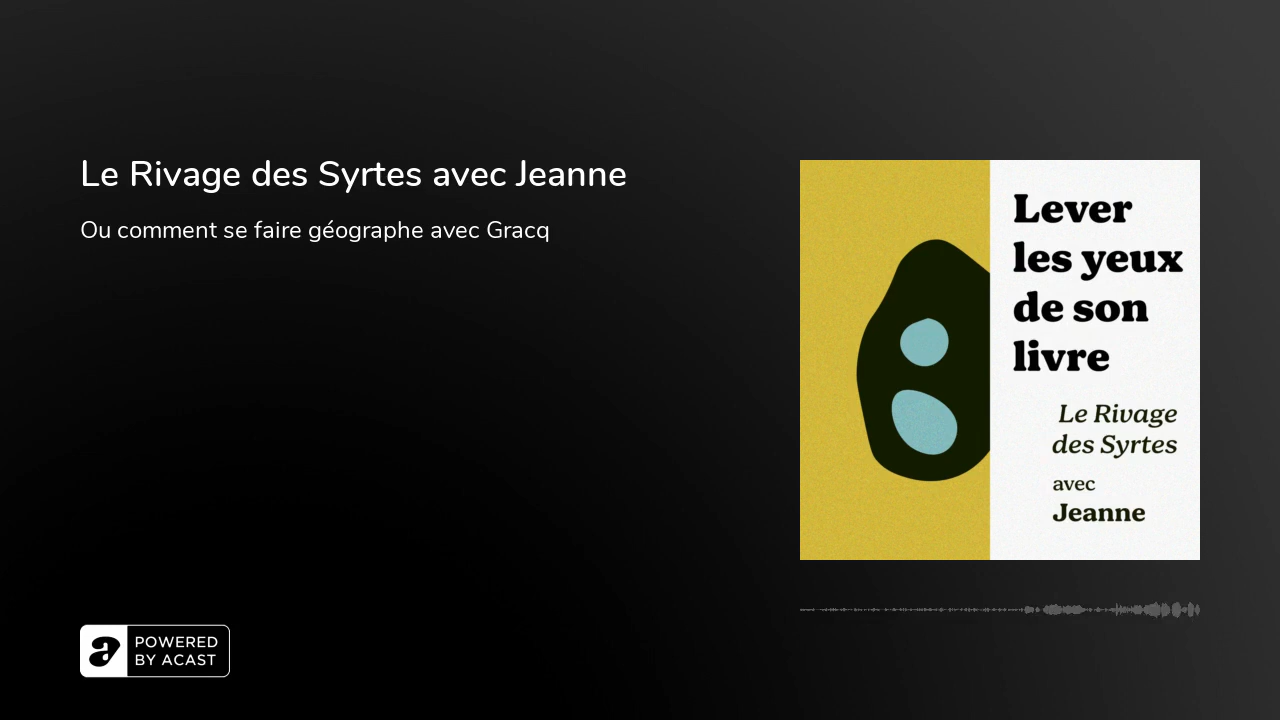 Le Rivage des Syrtes avec Jeanne
Ou comment se faire géographe avec Gracq
Lever
les yeux
de son
livre
Le Rivage
des Syrtes
avec
Jeanne
a
POWERED
BY ACAST